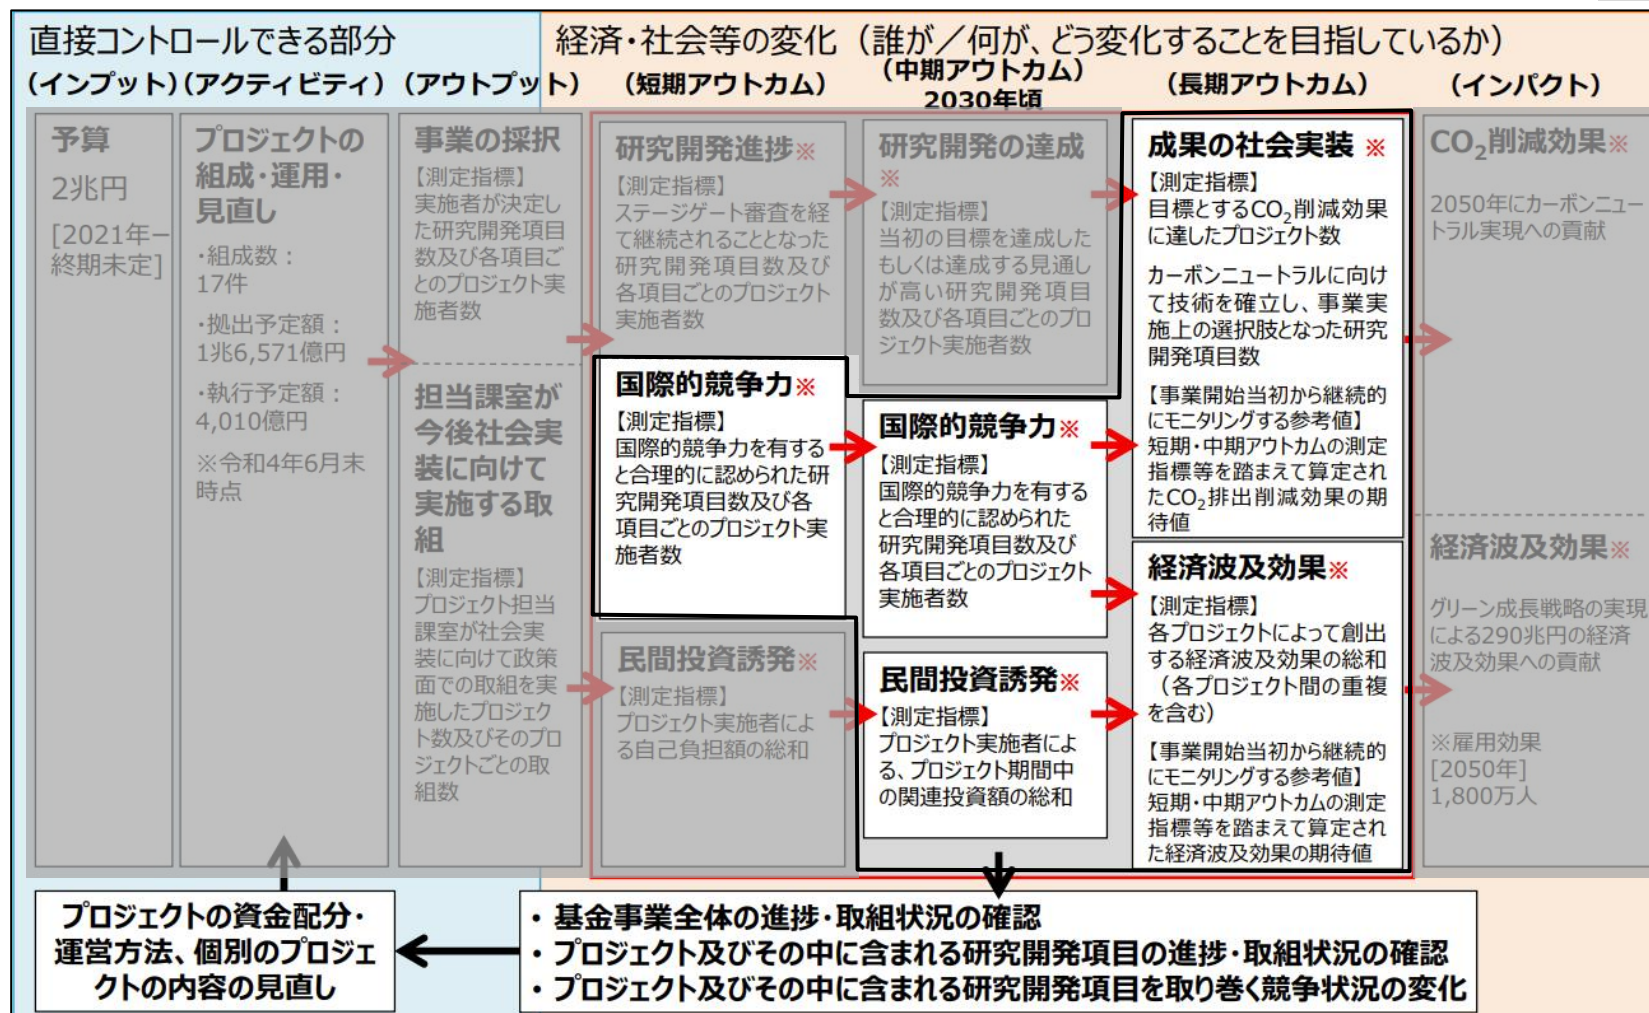 直接コントロールできる部分
経済・社会等の変化（誰が／何が、どう変化することを目指しているか）
（インプット）
（アクティビティ）
（アウトプット）
（短期アウトカム）
（中期アウトカム）
2030年頃
（長期アウトカム）
（インパクト）
予算
2兆円
[2021年－
終期未定]
プロジェクトの
組成・運用・
見直し
・組成数：
17件
・拠出予定額：
1兆6,571億円
・執行予定額：
4,010億円
※令和4年6月末
時点
事業の採択
【測定指標】
実施者が決定し
た研究開発項目
数及び各項目ご
とのプロジェクト実
施者数
担当課室が
今後社会実
装に向けて
実施する取
組
【測定指標】
プロジェクト担当
課室が社会実
装に向けて政策
面での取組を実
施したプロジェク
ト数及びそのプロ
ジェクトごとの取
組数
研究開発進捗※
【測定指標】
ステージゲート審査を経
て継続されることとなった
研究開発項目数及び
各項目ごとのプロジェクト
実施者数
国際的競争力※
【測定指標】
国際的競争力を有する
と合理的に認められた研
究開発項目数及び各
項目ごとのプロジェクト実
施者数
民間投資誘発※
【測定指標】
プロジェクト実施者によ
る自己負担額の総和
研究開発の達成
※
【測定指標】
当初の目標を達成した
もしくは達成する見通し
が高い研究開発項目
数及び各項目ごとのプロ
ジェクト実施者数
国際的競争力※
【測定指標】
国際的競争力を有する
と合理的に認められた
研究開発項目数及び
各項目ごとのプロジェクト
実施者数
民間投資誘発※
【測定指標】
プロジェクト実施者によ
る、プロジェクト期間中
の関連投資額の総和
成果の社会実装 ※
【測定指標】
目標とするCO2削減効果
に達したプロジェクト数
カーボンニュートラルに向け
て技術を確立し、事業実
施上の選択肢となった研究
開発項目数
【事業開始当初から継続的
にモニタリングする参考値】
短期・中期アウトカムの測定
指標等を踏まえて算定され
たCO2排出削減効果の期
待値
経済波及効果※
【測定指標】
各プロジェクトによって創出
する経済波及効果の総和
（各プロジェクト間の重複
を含む）
【事業開始当初から継続的
にモニタリングする参考値】
短期・中期アウトカムの測定
指標等を踏まえて算定され
た経済波及効果の期待値
CO2削減効果※
2050年にカーボンニュー
トラル実現への貢献
経済波及効果※
グリーン成長戦略の実現
による290兆円の経済
波及効果への貢献
※雇用効果
[2050年]
1,800万人
プロジェクトの資金配分・
運営方法、個別のプロジェ
クトの内容の見直し
・基金事業全体の進捗・取組状況の確認
・プロジェクト及びその中に含まれる研究開発項目の進捗・取組状況の確認
・プロジェクト及びその中に含まれる研究開発項目を取り巻く競争状況の変化